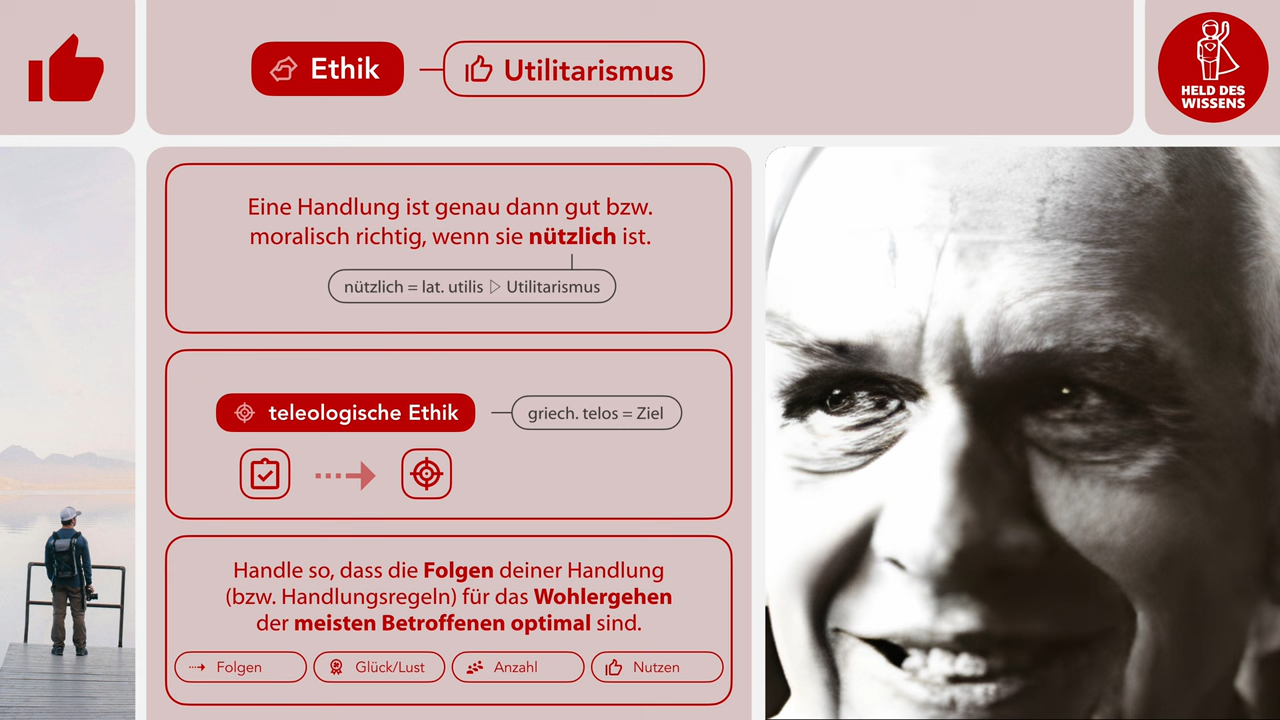 Ethik
Utilitarismus
HELD DES
WISSENS
Eine Handlung ist genau dann gut bzw.
moralisch richtig, wenn sie nützlich ist.
nützlich = lat. utilis ▷ Utilitarismus
teleologische Ethik
griech. telos = Ziel
Handle so, dass die Folgen deiner Handlung
(bzw. Handlungsregeln) für das Wohlergehen
der meisten Betroffenen optimal sind.
Folgen
Glück/Lust
Anzahl
Nutzen